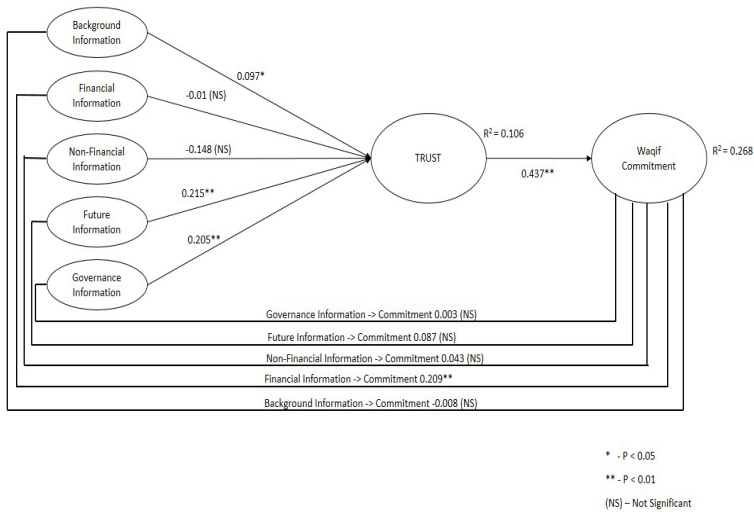 Background
Information
0.097*
Financial
Information
-0.01 (NS)
Non-Financial
Information
-0.148 (NS)
Future
Information
0.215**
Governance
Information
0.205**
TRUST
R² = 0.106
0.437**
Waqif
Commitment
R² = 0.268
Governance Information -> Commitment 0.003 (NS)
Future Information -> Commitment 0.087 (NS)
Non-Financial Information -> Commitment 0.043 (NS)
Financial Information -> Commitment 0.209**
Background Information -> Commitment -0.008 (NS)
* - P < 0.05
** - P < 0.01
(NS) – Not Significant